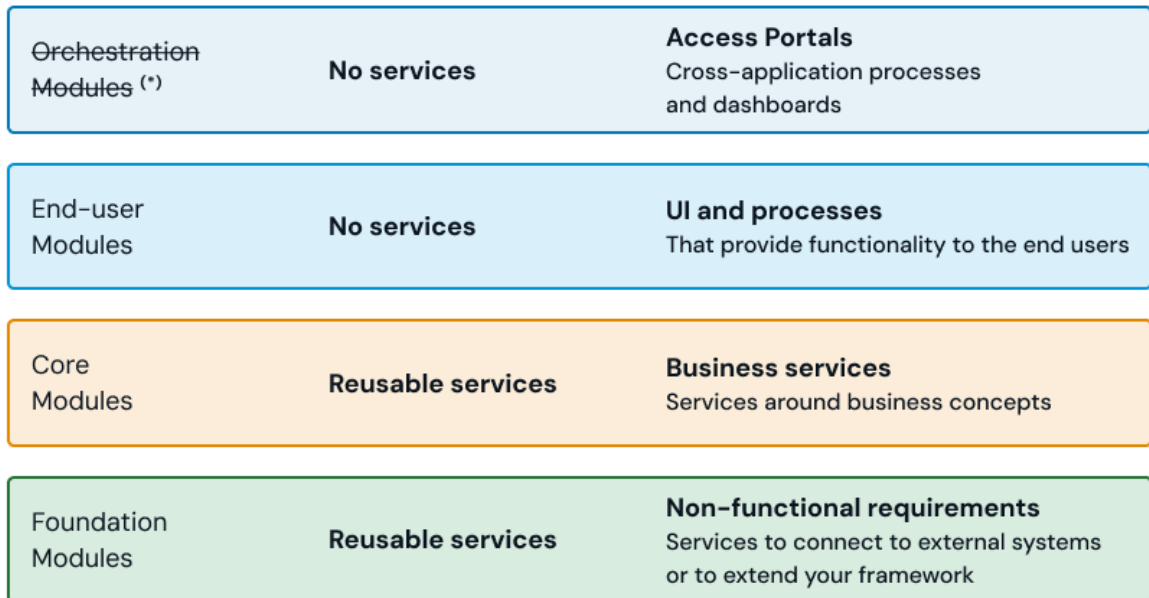 Orchestration
Modules (*)
No services
Access Portals
Cross-application processes
and dashboards
End-user
Modules
No services
UI and processes
That provide functionality to the end users
Core
Modules
Reusable services
Business services
Services around business concepts
Foundation
Modules
Reusable services
Non-functional requirements
Services to connect to external systems
or to extend your framework